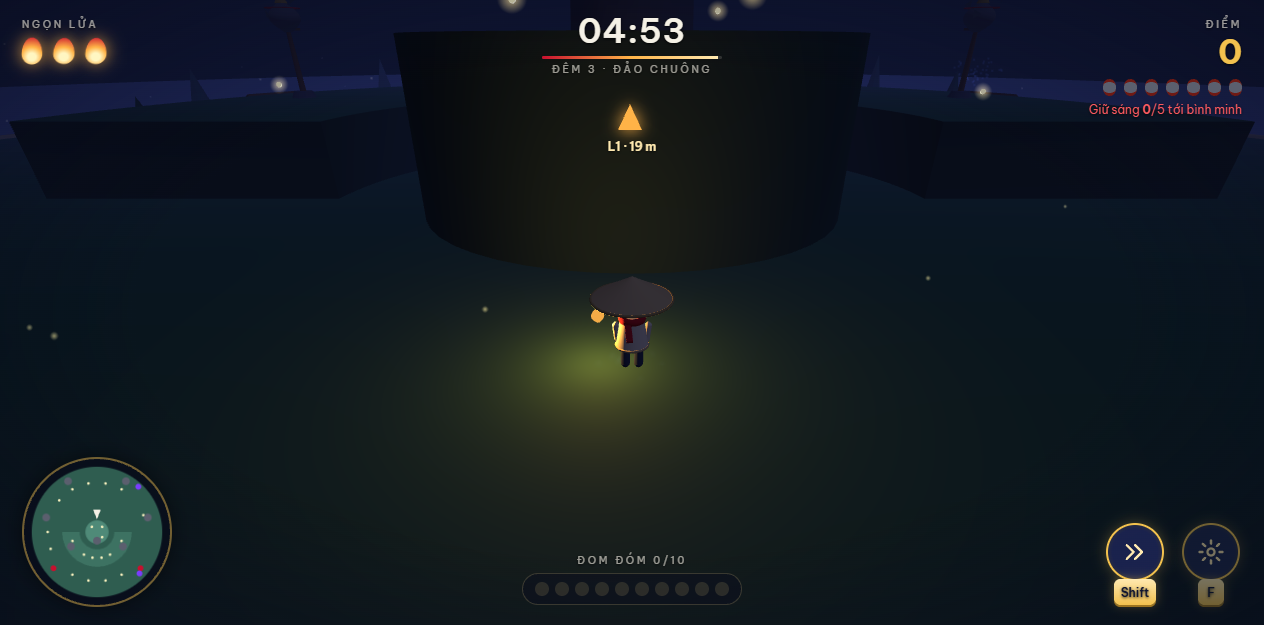 NGỌN LỬA
04:53
ĐÊM 3 · ĐẢO CHUÔNG
L1 · 19 m
ĐIỂM
0
Giữ sáng 0/5 tới bình minh
ĐOM ĐÓM 0/10
Shift
F